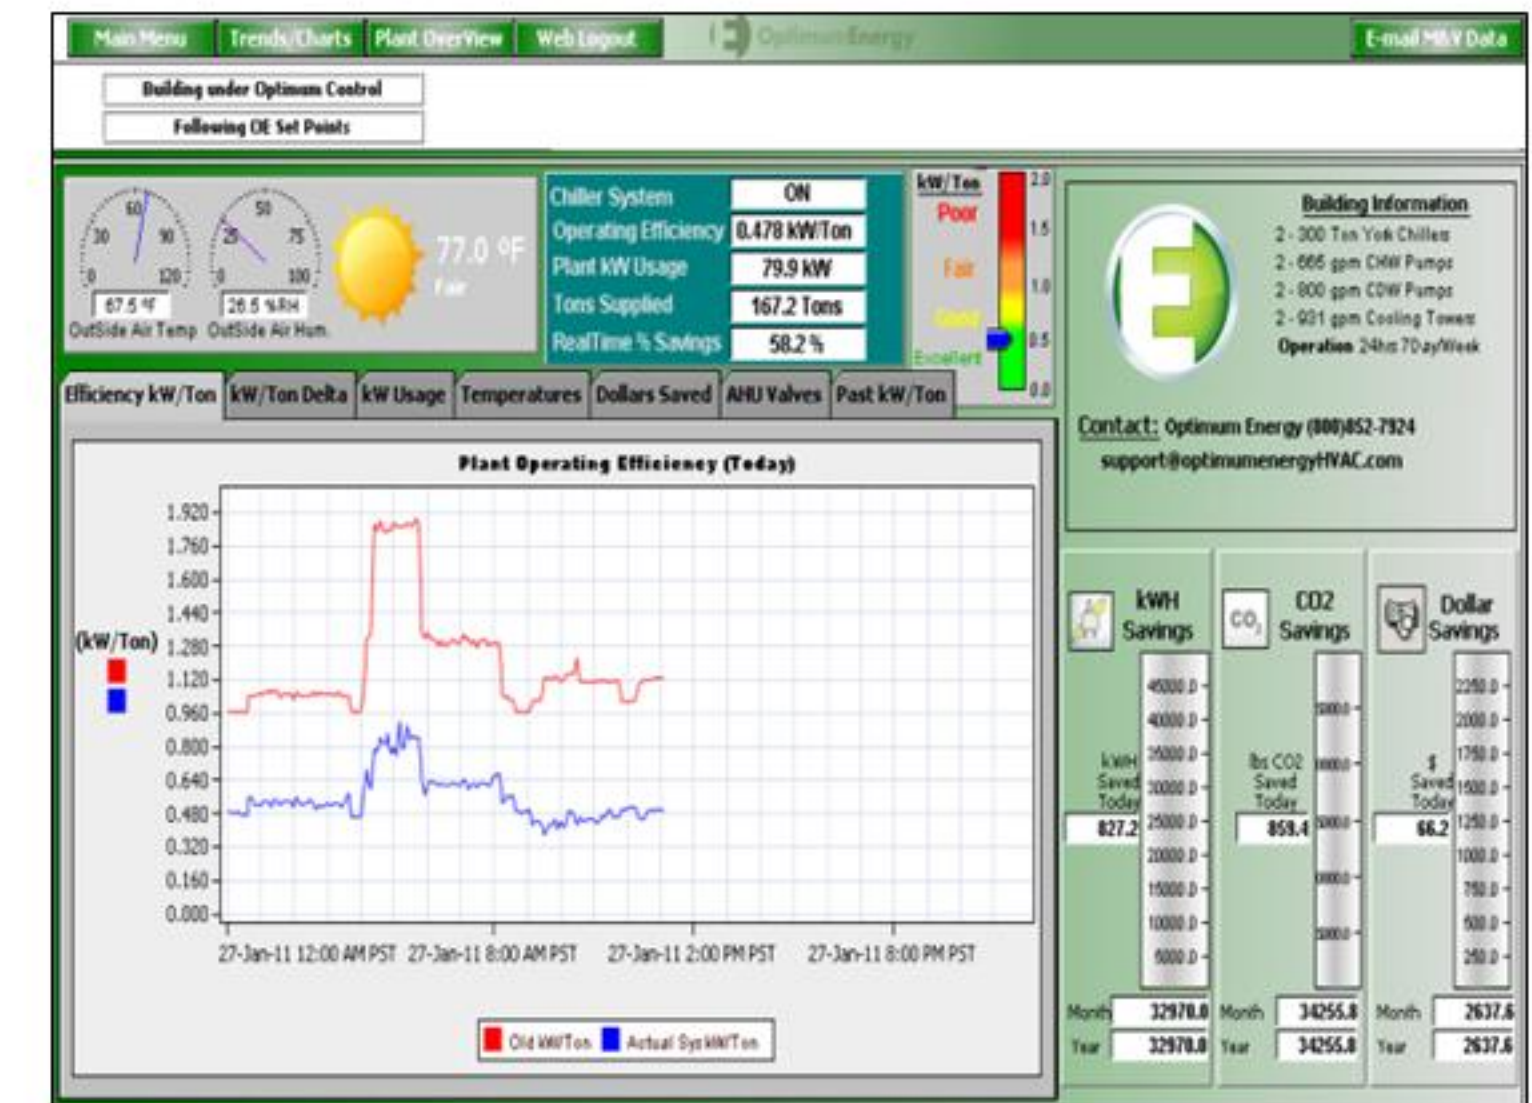 Main Menu
Trends/Charts
Plant OverView
Web Logout
OptimumEnergy
E-mail M&V Data
Building under Optimum Control
Following OE Set Points
60
30
90
0
120
67.5 °F
OutSide Air Temp
50
25
75
0
100
26.5 %RH
OutSide Air Hum.
77.0 °F
Fair
Chiller System ON
Operating Efficiency 0.478 kW/Ton
Plant kW Usage 79.9 kW
Tons Supplied 167.2 Tons
RealTime % Savings 58.2 %
kW/Ton
Poor
Fair
Good
Excellent
2.0
1.5
1.0
0.5
0.0
Building Information
2 - 300 Ton York Chillers
2 - 665 gpm CHW Pumps
2 - 800 gpm CDW Pumps
2 - 931 gpm Cooling Towers
Operation 24hrs 7Day/Week
Contact: Optimum Energy (800)852-7924
support@optimumenergyHVAC.com
Efficiency kW/Ton
kW/Ton Delta
kW Usage
Temperatures
Dollars Saved
AHU Valves
Past kW/Ton
Plant Operating Efficiency (Today)
(kW/Ton)
1.920
1.760
1.600
1.440
1.280
1.120
0.960
0.800
0.640
0.480
0.320
0.160
0.000
27-Jan-11 12:00 AM PST
27-Jan-11 8:00 AM PST
27-Jan-11 2:00 PM PST
27-Jan-11 8:00 PM PST
Old kW/Ton
Actual Sys kW/Ton
kWH
Savings
45000.0
40000.0
35000.0
30000.0
25000.0
20000.0
15000.0
10000.0
5000.0
kWH
Saved
Today
827.2
Month 32970.0
Year 32970.0
CO2
CO2
Savings
lbs CO2
Saved
Today
859.4
Month 34255.8
Year 34255.8
Dollar
Savings
2250.0
2000.0
1750.0
1500.0
1250.0
1000.0
750.0
500.0
250.0
$
Saved
Today
66.2
Month 2637.6
Year 2637.6